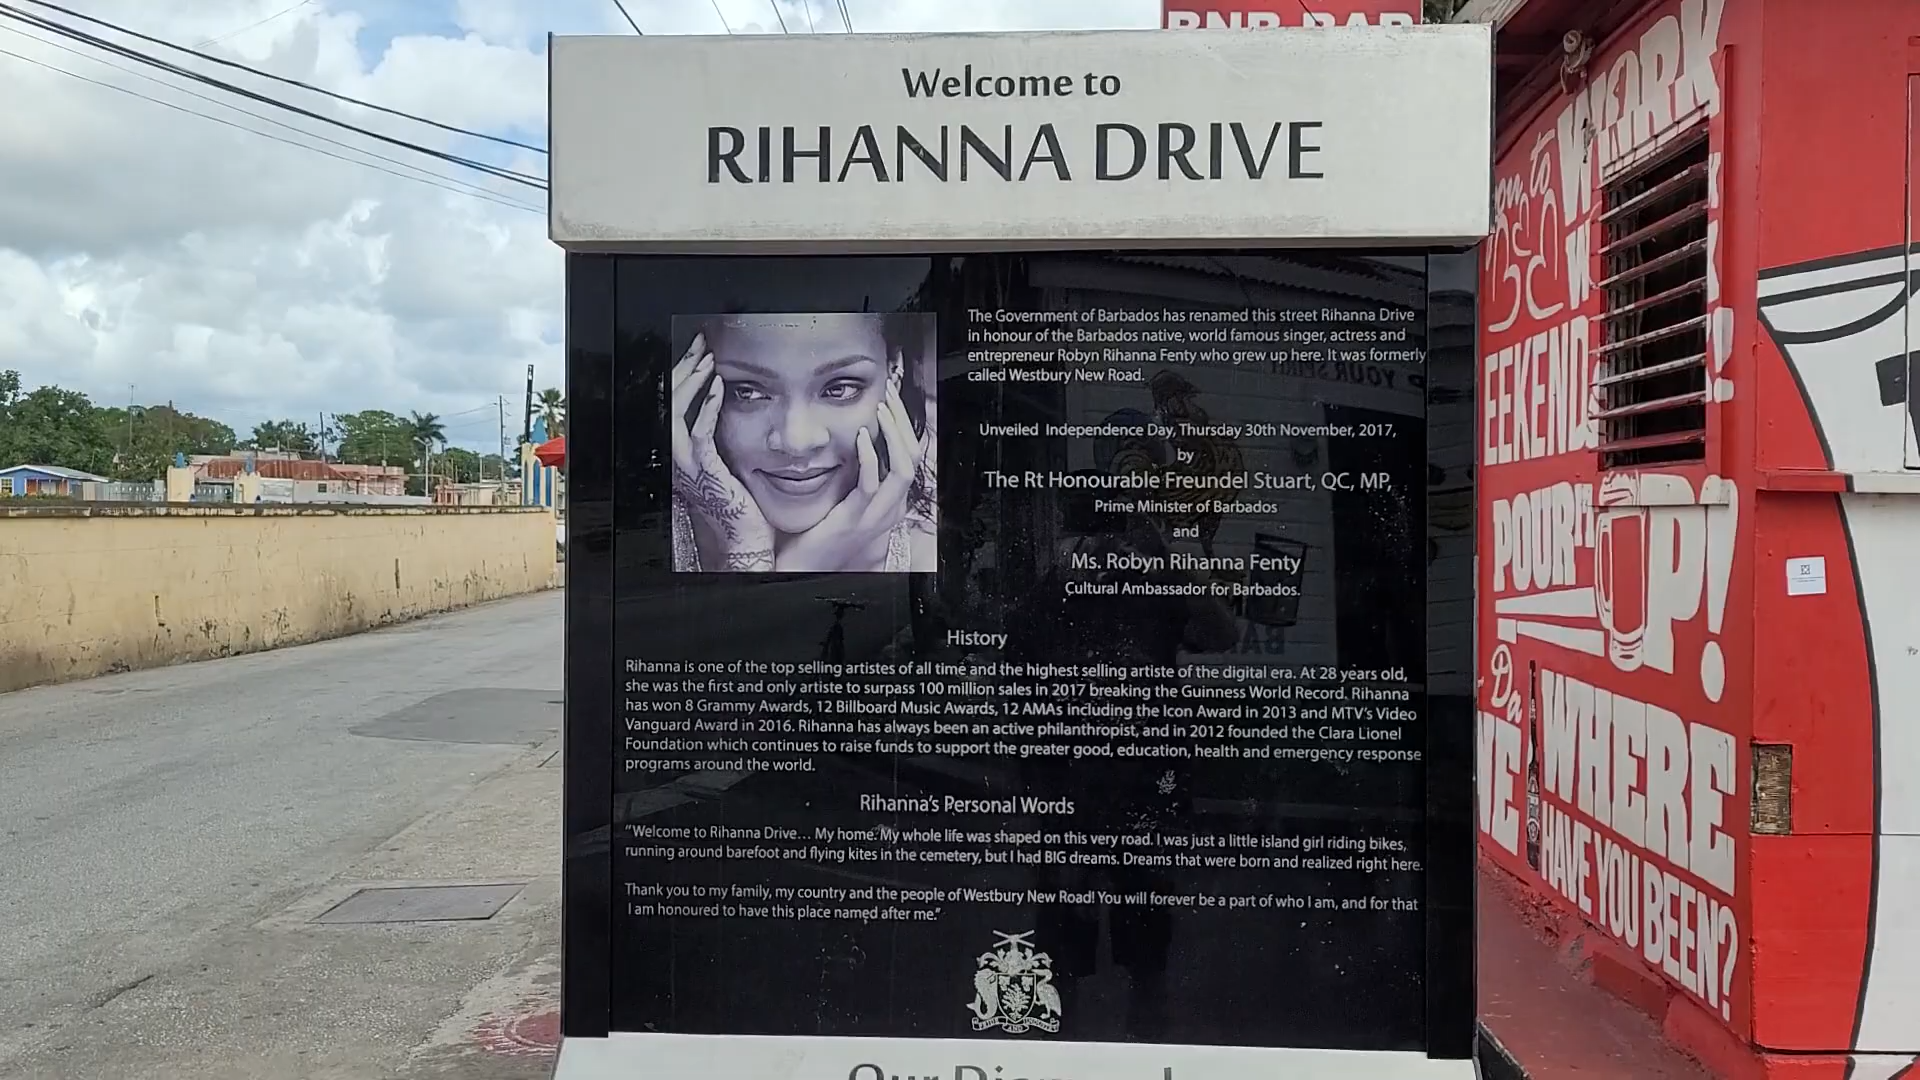 RNR BAR
Welcome to
RIHANNA DRIVE
The Government of Barbados has renamed this street Rihanna Drive
in honour of the Barbados native, world famous singer, actress and
entrepreneur Robyn Rihanna Fenty who grew up here. It was formerly
called Westbury New Road.
Unveiled Independence Day, Thursday 30th November, 2017,
by
The Rt Honourable Freundel Stuart, QC, MP,
Prime Minister of Barbados
and
Ms. Robyn Rihanna Fenty
Cultural Ambassador for Barbados.
History
Rihanna is one of the top selling artistes of all time and the highest selling artiste of the digital era. At 28 years old,
she was the first and only artiste to surpass 100 million sales in 2017 breaking the Guinness World Record. Rihanna
has won 8 Grammy Awards, 12 Billboard Music Awards, 12 AMAs including the Icon Award in 2013 and MTV's Video
Vanguard Award in 2016. Rihanna has always been an active philanthropist, and in 2012 founded the Clara Lionel
Foundation which continues to raise funds to support the greater good, education, health and emergency response
programs around the world.
Rihanna's Personal Words
"Welcome to Rihanna Drive... My home. My whole life was shaped on this very road. I was just a little island girl riding bikes,
running around barefoot and flying kites in the cemetery, but I had BIG dreams. Dreams that were born and realized right here.
Thank you to my family, my country and the people of Westbury New Road! You will forever be a part of who I am, and for that
I am honoured to have this place named after me."
PRIDE AND INDUSTRY
to WORK
EEKEND
POUR IT UP!
WHERE
HAVE YOU BEEN?